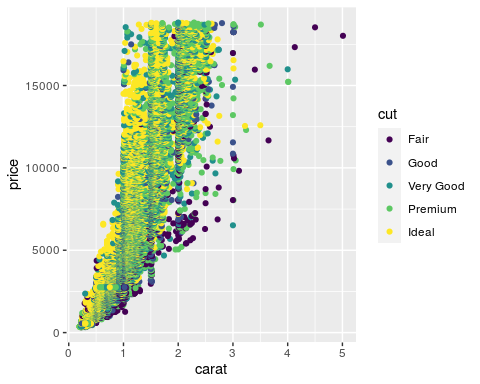 15000
10000
5000
0
price
0
1
2
3
4
5
carat
cut
Fair
Good
Very Good
Premium
Ideal